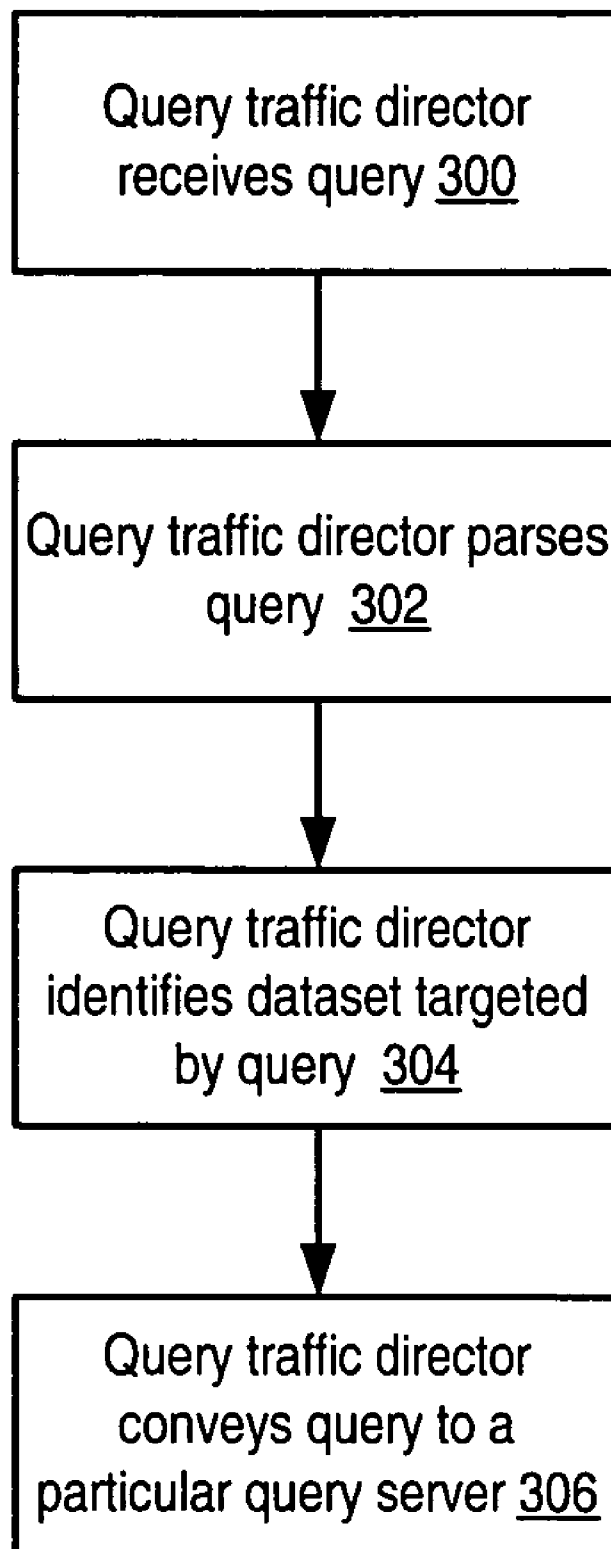 Query traffic director
receives query 300
Query traffic director parses
query 302
Query traffic director
identifies dataset targeted
by query 304
Query traffic director
conveys query to a
particular query server 306